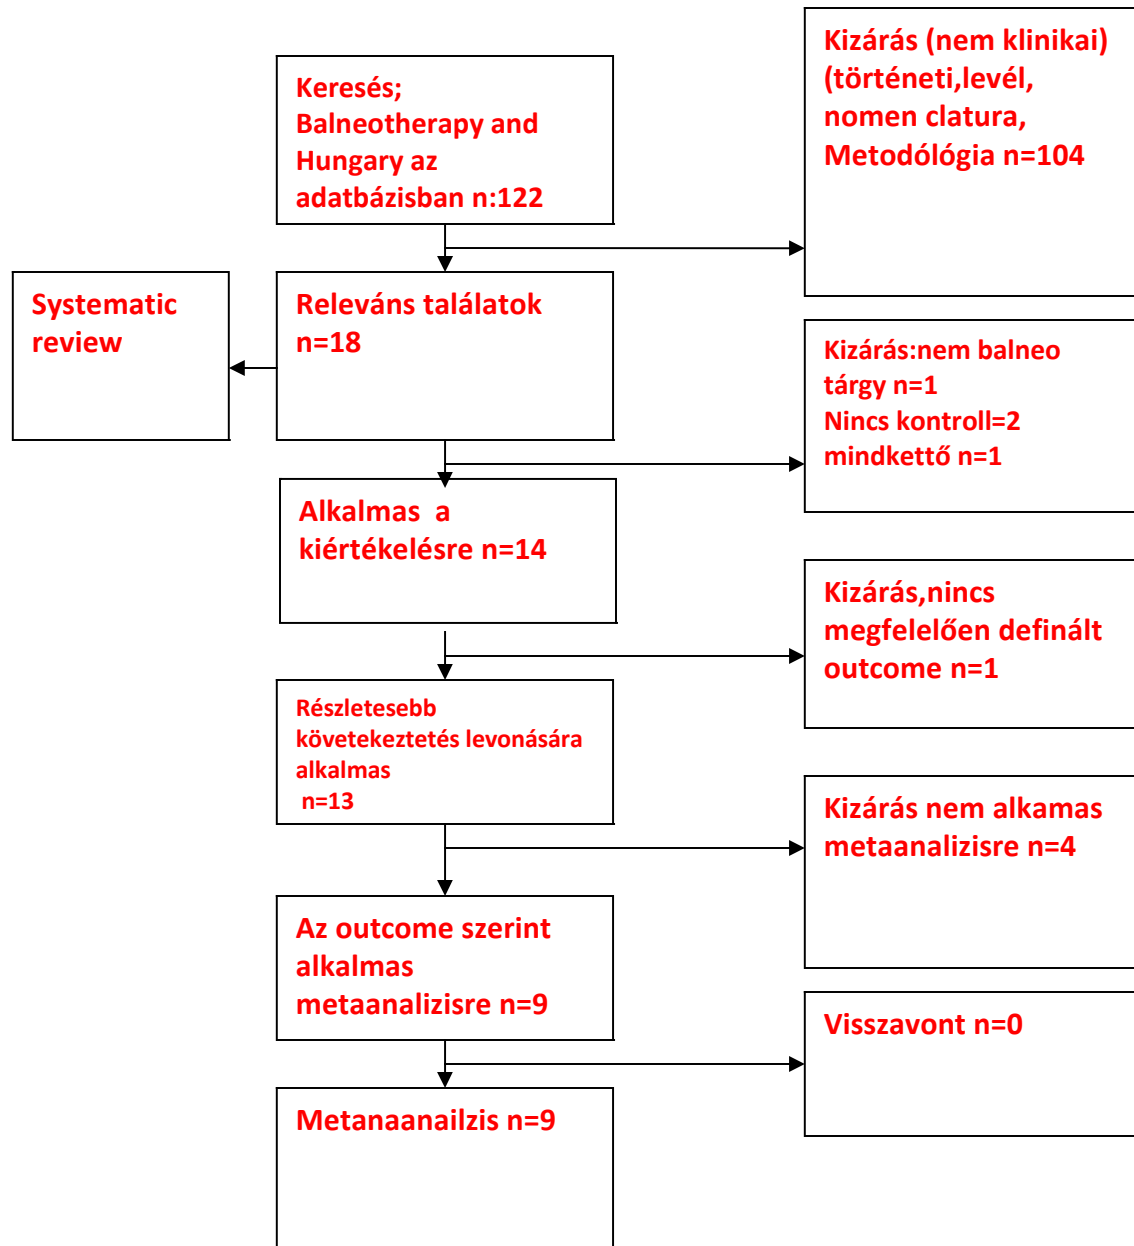 Keresés;
Balneotherapy and
Hungary az
adatbázisban n:122
Kizárás (nem klinikai)
(történeti,levél,
nomen clatura,
Metodólógia n=104
Systematic
review
Releváns találatok
n=18
Kizárás:nem balneo
tárgy n=1
Nincs kontroll=2
mindkettő n=1
Alkalmas a
kiértékelésre n=14
Kizárás,nincs
megfelelően definált
outcome n=1
Részletesebb
követekeztetés levonására
alkalmas
n=13
Kizárás nem alkamas
metaanalizisre n=4
Az outcome szerint
alkalmas
metaanalizisre n=9
Visszavont n=0
Metanaanailzis n=9